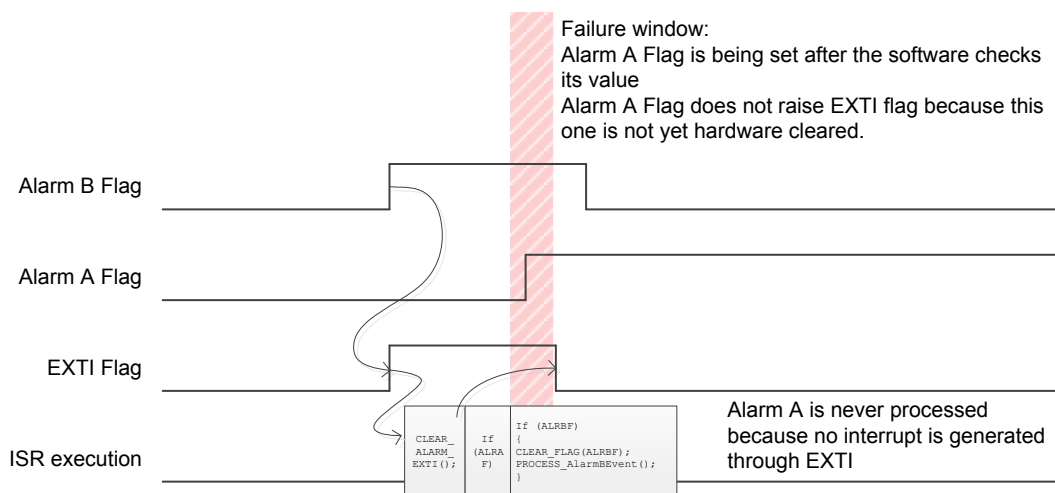 Failure window:
Alarm A Flag is being set after the software checks
its value
Alarm A Flag does not raise EXTI flag because this
one is not yet hardware cleared.
Alarm B Flag
Alarm A Flag
EXTI Flag
ISR execution
CLEAR_
ALARM_
EXTI();
If
(ALRA
F)
If (ALRBF)
{
CLEAR_FLAG(ALRBF);
PROCESS_AlarmBEvent();
}
Alarm A is never processed
because no interrupt is generated
through EXTI